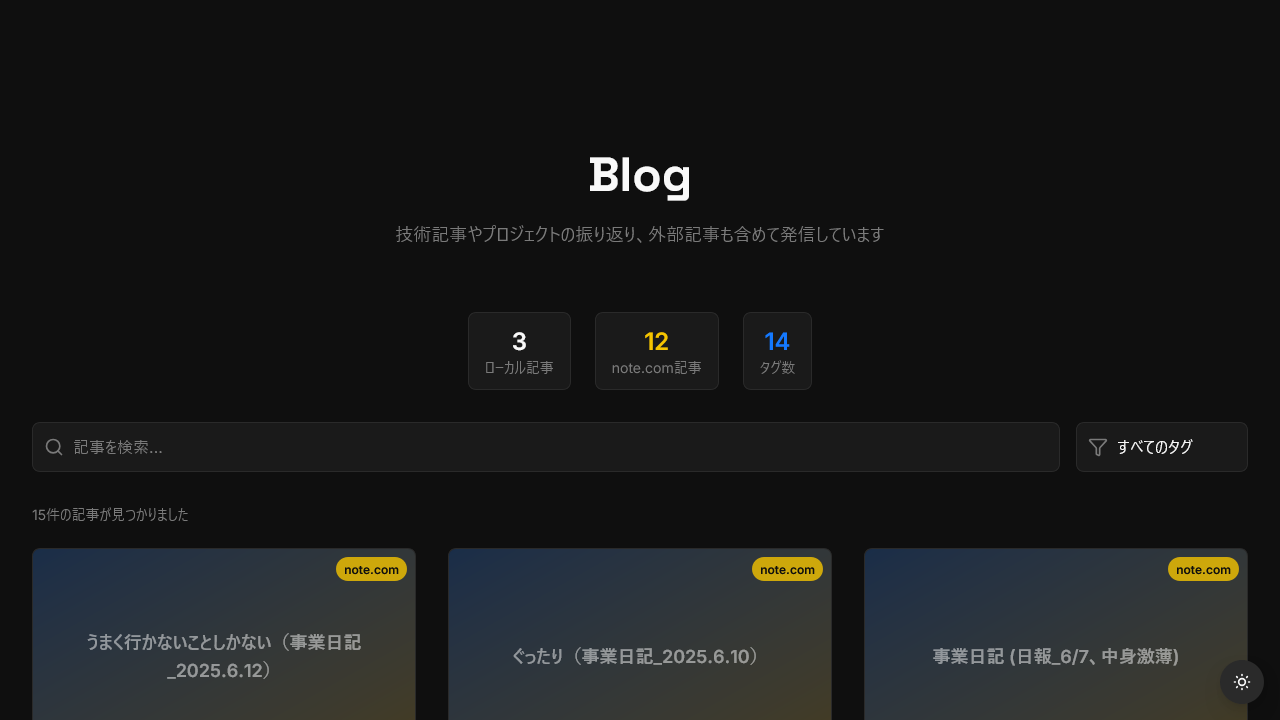 Blog
技術記事やプロジェクトの振り返り、外部記事も含めて発信しています
3
ローカル記事
12
note.com記事
14
タグ数
記事を検索...
すべてのタグ
15件の記事が見つかりました
note.com
うまく行かないことしかない（事業日記
_2025.6.12）
note.com
ぐったり（事業日記_2025.6.10）
note.com
事業日記 (日報_6/7、中身激薄)